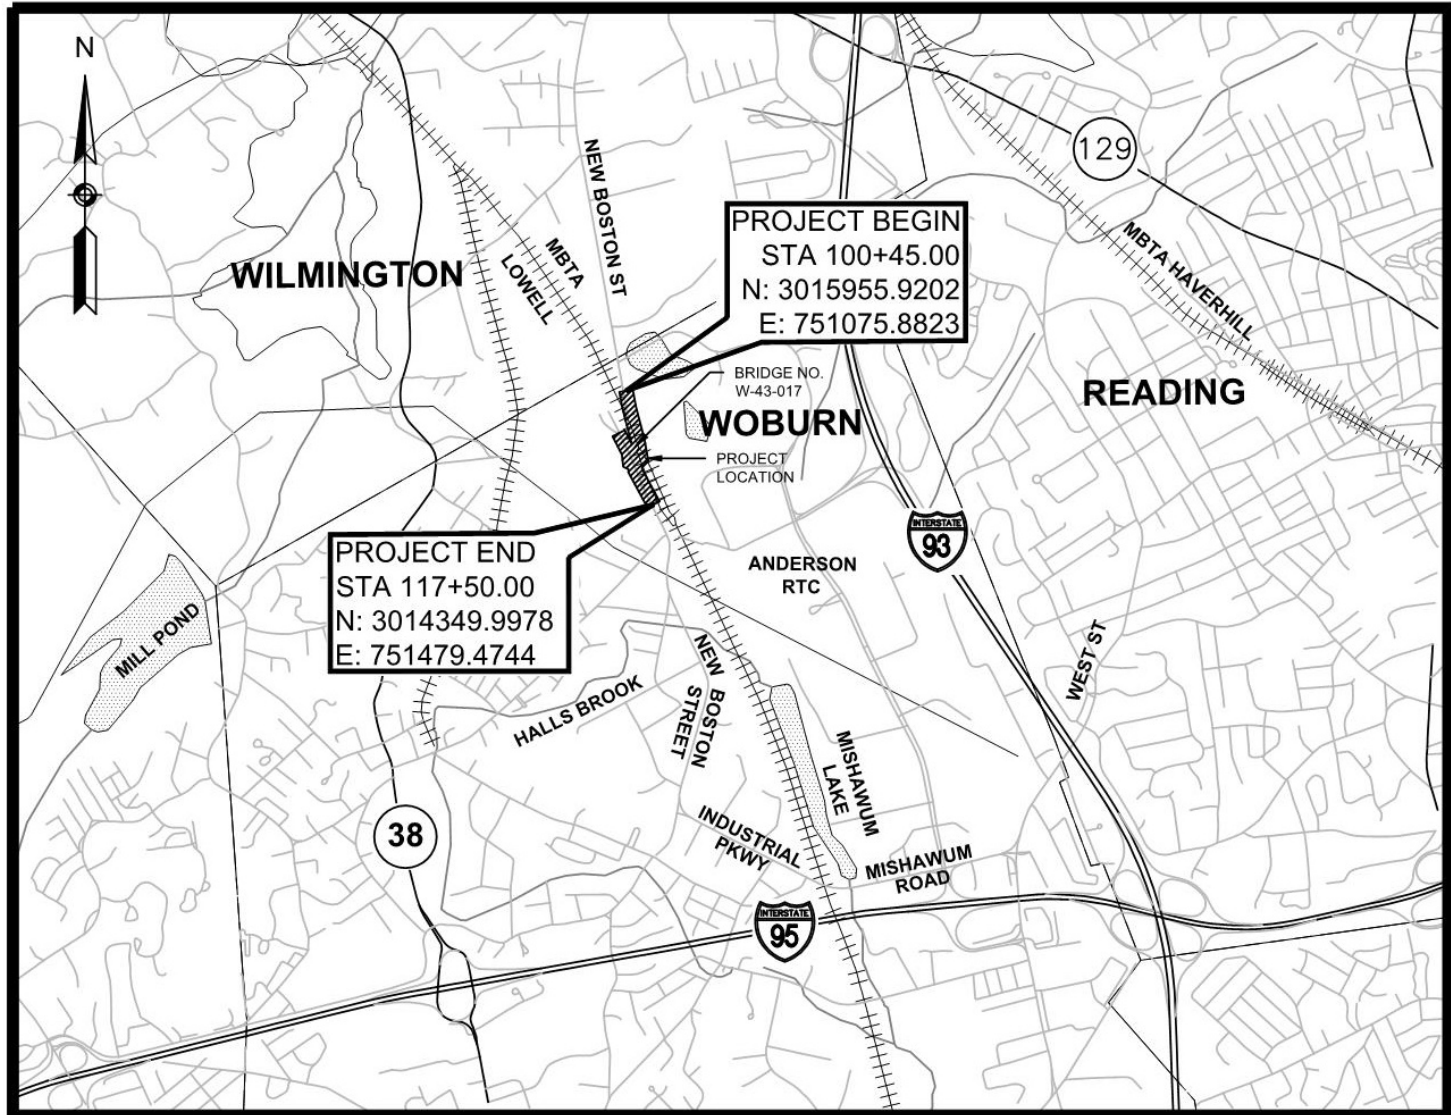 N
129
NEW BOSTON ST
PROJECT BEGIN
STA 100+45.00
N: 3015955.9202
E: 751075.8823
MBTA
LOWELL
WILMINGTON
MBTA HAVERHILL
BRIDGE NO.
W-43-017
READING
WOBURN
PROJECT
LOCATION
INTERSTATE
93
PROJECT END
STA 117+50.00
N: 3014349.9978
E: 751479.4744
ANDERSON
RTC
MILL POND
WEST ST
HALLS BROOK
NEW BOSTON
STREET
MISHAWUM
LAKE
38
INDUSTRIAL
PKWY
MISHAWUM
ROAD
INTERSTATE
95